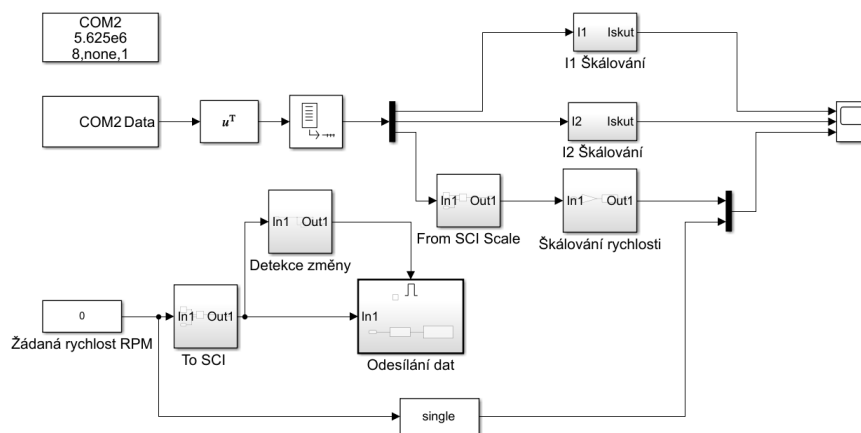 COM2
5.625e6
8,none,1
I1 Iskut
I1 Škálování
COM2 Data
uᵀ
I2 Iskut
I2 Škálování
In1 Out1
From SCI Scale
In1 Out1
Škálování rychlosti
In1 Out1
Detekce změny
0
Žádaná rychlost RPM
In1 Out1
To SCI
In1
Odesílání dat
single